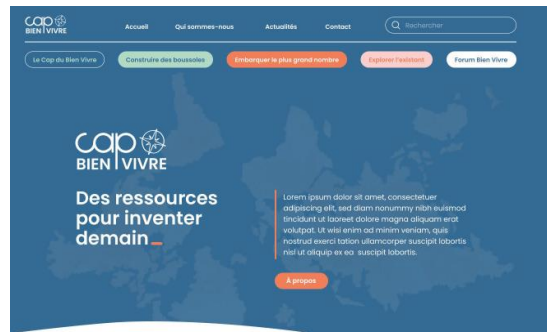 cap
BIEN VIVRE
Accueil Qui sommes-nous Actualités Contact Rechercher
Le Cap du Bien Vivre Construire des boussoles Embarquer le plus grand nombre Explorer l'existant Forum Bien Vivre
cap
BIEN VIVRE
Des ressources
pour inventer
demain_
Lorem ipsum dolor sit amet, consectetuer
adipiscing elit, sed diam nonummy nibh euismod
tincidunt ut laoreet dolore magna aliquam erat
volutpat. Ut wisi enim ad minim veniam, quis
nostrud exerci tation ullamcorper suscipit lobortis
nisl ut aliquip ex ea suscipit lobortis.
À propos